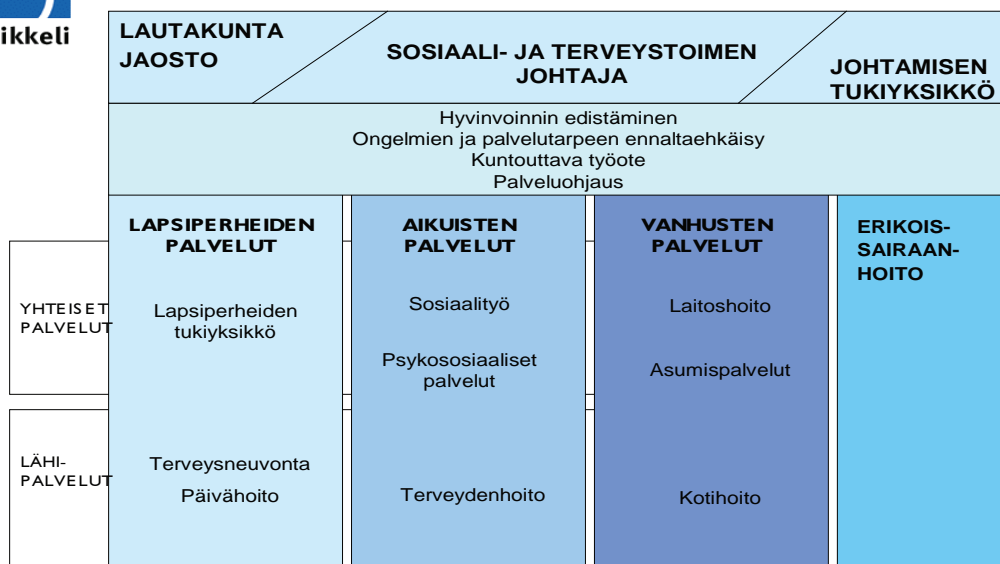 ikkeli
LAUTAKUNTA
JAOSTO
SOSIAALI- JA TERVEYSTOIMEN
JOHTAJA
JOHTAMISEN
TUKIYKSIKKÖ
Hyvinvoinnin edistäminen
Ongelmien ja palvelutarpeen ennaltaehkäisy
Kuntouttava työote
Palveluohjaus
LAPSIPERHEIDEN
PALVELUT
AIKUISTEN
PALVELUT
VANHUSTEN
PALVELUT
ERIKOIS-
SAIRAAN-
HOITO
YHTEISET
PALVELUT
Lapsiperheiden
tukiyksikkö
Sosiaalityö
Psykososiaaliset
palvelut
Laitoshoito
Asumispalvelut
LÄHI-
PALVELUT
Terveysneuvonta
Päivähoito
Terveydenhoito
Kotihoito